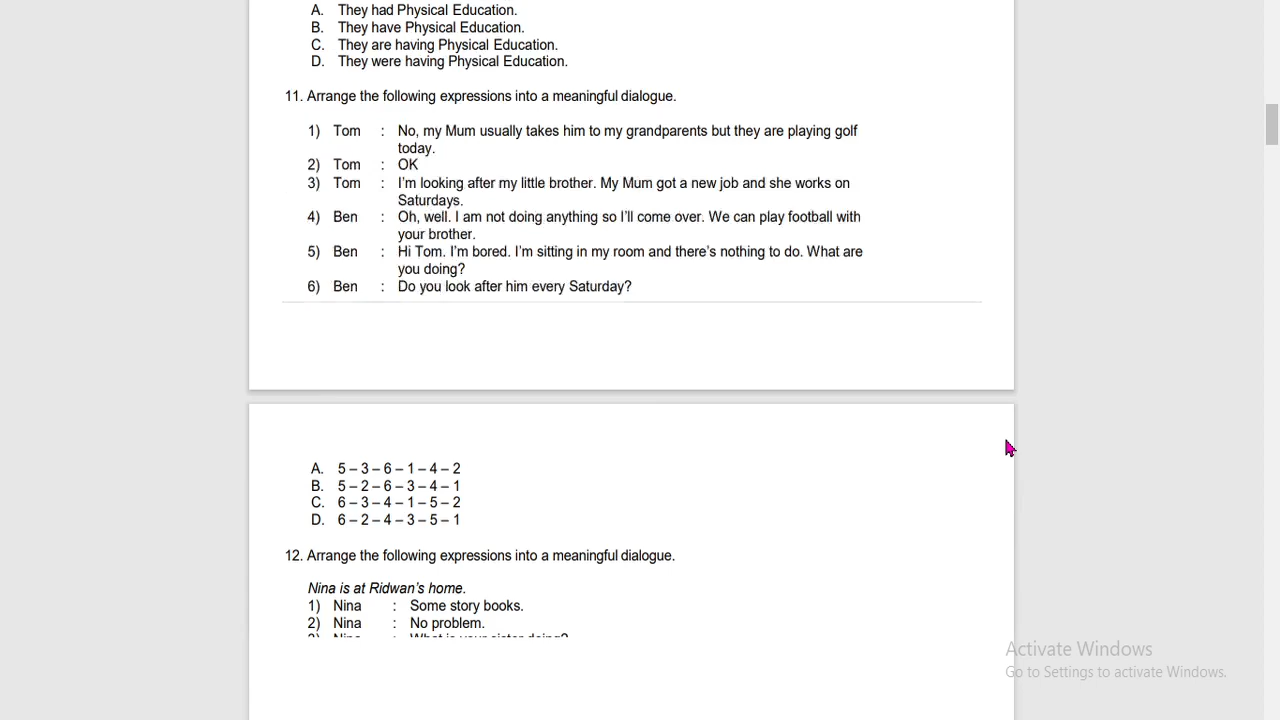 A. They had Physical Education.
B. They have Physical Education.
C. They are having Physical Education.
D. They were having Physical Education.
11. Arrange the following expressions into a meaningful dialogue.
1) Tom : No, my Mum usually takes him to my grandparents but they are playing golf
today.
2) Tom : OK
3) Tom : I'm looking after my little brother. My Mum got a new job and she works on
Saturdays.
4) Ben : Oh, well. I am not doing anything so I'll come over. We can play football with
your brother.
5) Ben : Hi Tom. I'm bored. I'm sitting in my room and there's nothing to do. What are
you doing?
6) Ben : Do you look after him every Saturday?
A. 5 – 3 – 6 – 1 – 4 – 2
B. 5 – 2 – 6 – 3 – 4 – 1
C. 6 – 3 – 4 – 1 – 5 – 2
D. 6 – 2 – 4 – 3 – 5 – 1
12. Arrange the following expressions into a meaningful dialogue.
Nina is at Ridwan's home.
1) Nina : Some story books.
2) Nina : No problem.
3) Nina : What is your sister doing?
Activate Windows
Go to Settings to activate Windows.